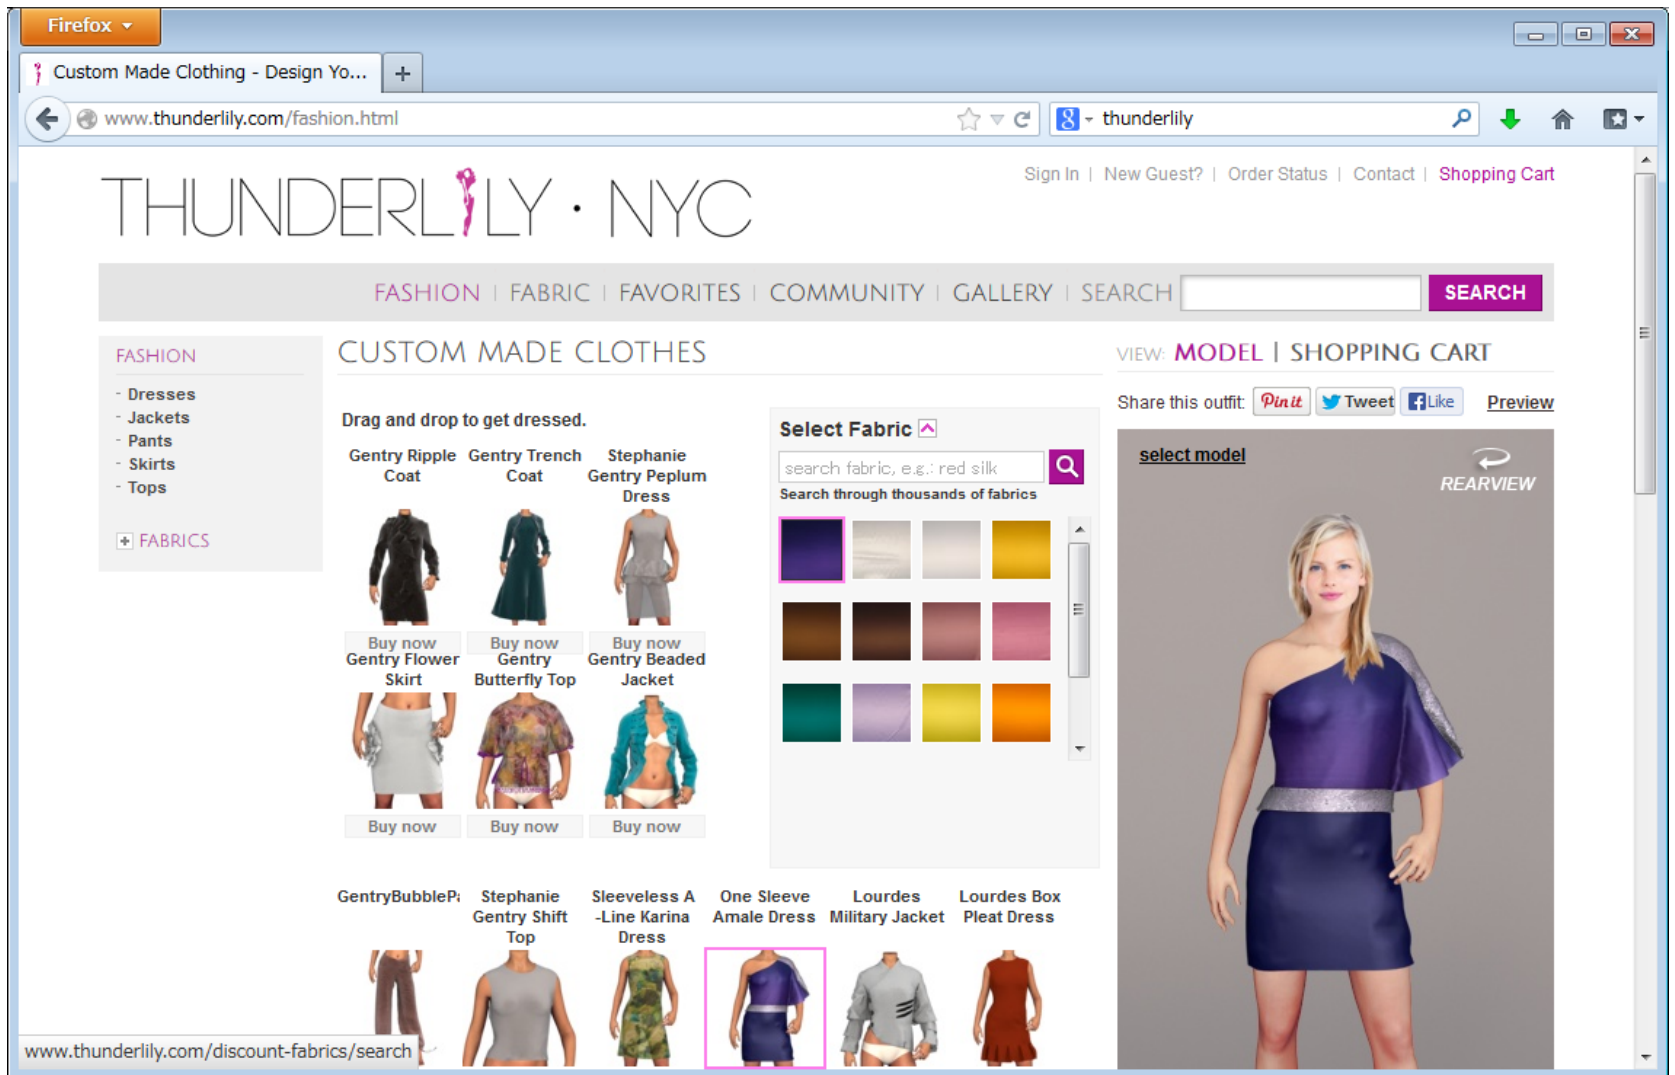 Firefox
Custom Made Clothing - Design Yo...
www.thunderlily.com/fashion.html
thunderlily
THUNDERLILY · NYC
Sign In | New Guest? | Order Status | Contact | Shopping Cart
FASHION | FABRIC | FAVORITES | COMMUNITY | GALLERY | SEARCH
SEARCH
FASHION
- Dresses
- Jackets
- Pants
- Skirts
- Tops
FABRICS
CUSTOM MADE CLOTHES
Drag and drop to get dressed.
Gentry Ripple Coat
Gentry Trench Coat
Stephanie Gentry Peplum Dress
Buy now
Buy now
Buy now
Gentry Flower Skirt
Gentry Butterfly Top
Gentry Beaded Jacket
Buy now
Buy now
Buy now
Select Fabric
search fabric, e.g.: red silk
Search through thousands of fabrics
GentryBubblePa
Stephanie Gentry Shift Top
Sleeveless A-Line Karina Dress
One Sleeve Amale Dress
Lourdes Military Jacket
Lourdes Box Pleat Dress
VIEW: MODEL | SHOPPING CART
Share this outfit: Pin it Tweet Like Preview
select model
REARVIEW
www.thunderlily.com/discount-fabrics/search